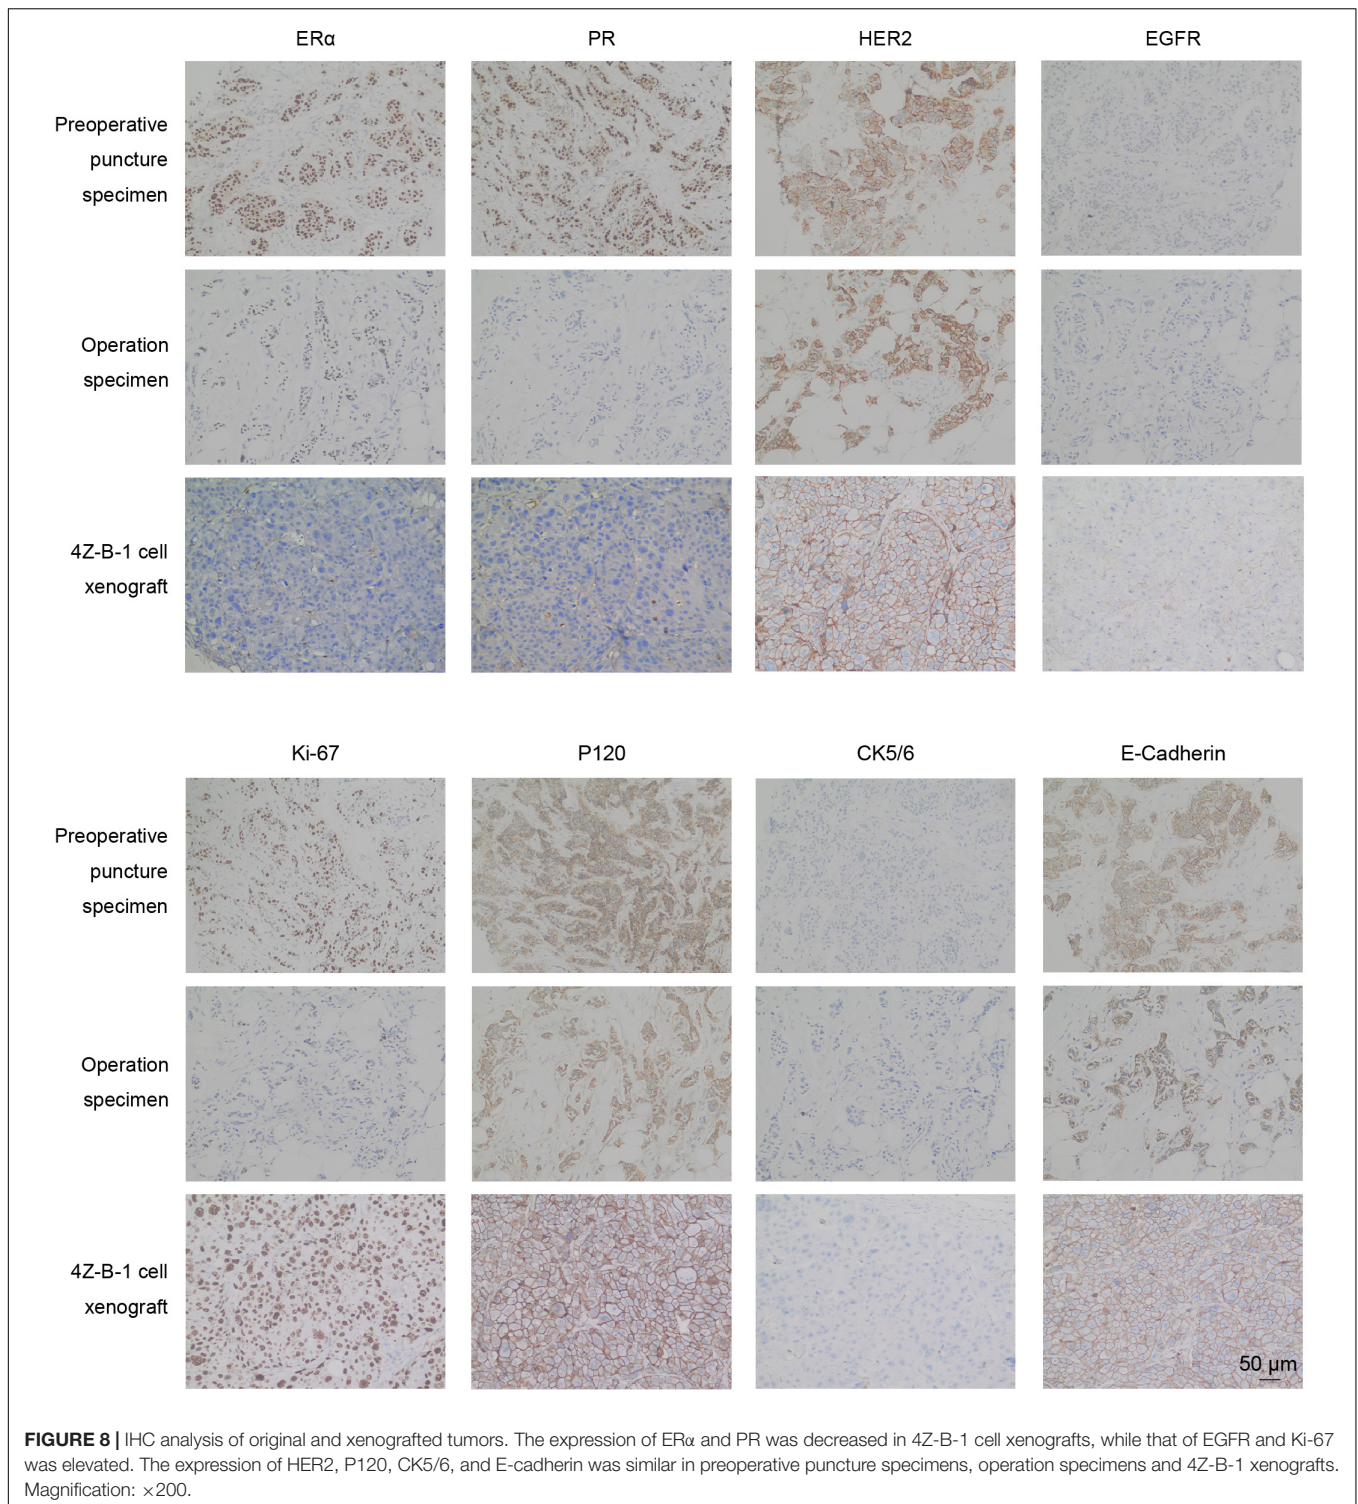 ERα PR HER2 EGFR
Preoperative
puncture
specimen
Operation
specimen
4Z-B-1 cell
xenograft
Ki-67 P120 CK5/6 E-Cadherin
Preoperative
puncture
specimen
Operation
specimen
4Z-B-1 cell
xenograft
50 µm
FIGURE 8 | IHC analysis of original and xenografted tumors. The expression of ERα and PR was decreased in 4Z-B-1 cell xenografts, while that of EGFR and Ki-67
was elevated. The expression of HER2, P120, CK5/6, and E-cadherin was similar in preoperative puncture specimens, operation specimens and 4Z-B-1 xenografts.
Magnification: ×200.